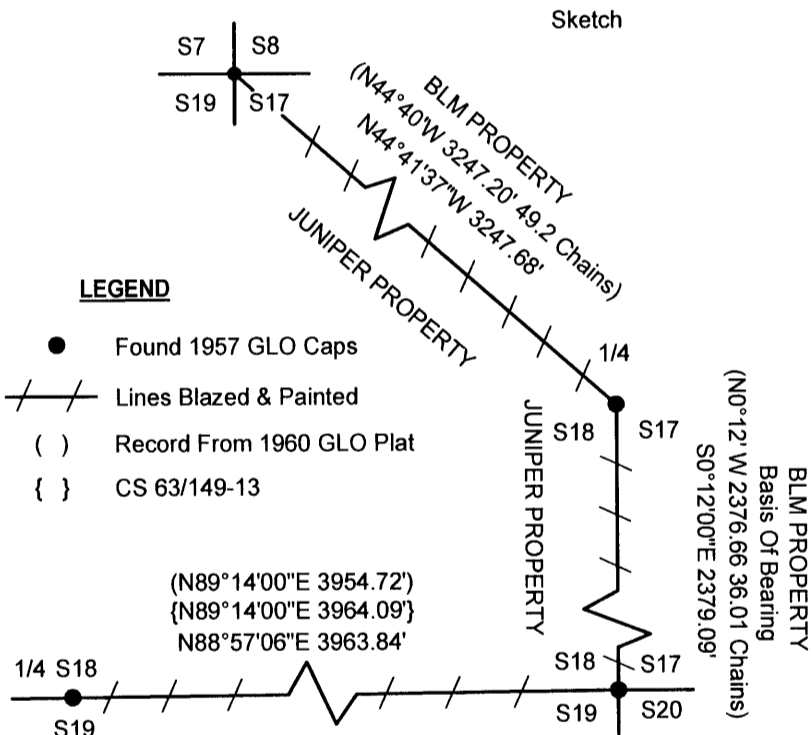 Sketch
S7 S8
S19 S17
BLM PROPERTY
(N44°40'W 3247.20' 49.2 Chains)
N44°41'37"W 3247.68'
JUNIPER PROPERTY
LEGEND
Found 1957 GLO Caps
Lines Blazed & Painted
( ) Record From 1960 GLO Plat
{ } CS 63/149-13
1/4
S18 S17
JUNIPER PROPERTY
BLM PROPERTY
Basis Of Bearing
(N0°12' W 2376.66 36.01 Chains)
S0°12'00"E 2379.09'
(N89°14'00"E 3954.72')
{N89°14'00"E 3964.09'}
N88°57'06"E 3963.84'
1/4 S18
S19
S18 S17
S19 S20